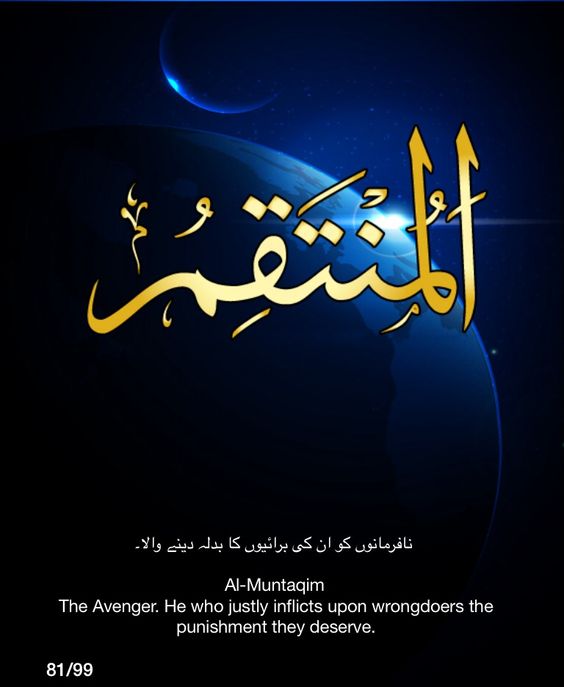 اَلْمُنْتَقِمُ
نافرمانوں کو ان کی برائیوں کا بدلہ دینے والا۔
Al-Muntaqim
The Avenger. He who justly inflicts upon wrongdoers the
punishment they deserve.
81/99